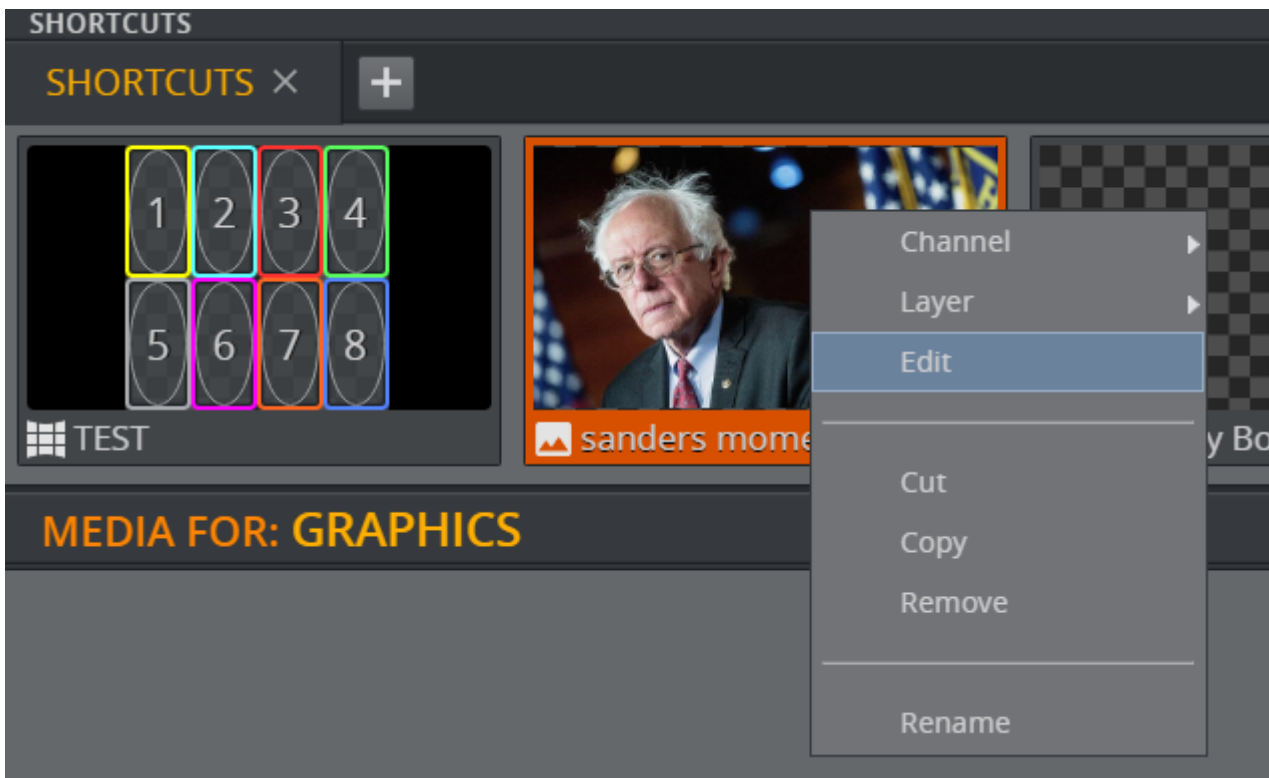 SHORTCUTS
SHORTCUTS
1 2 3 4
5 6 7 8
TEST
sanders
Channel
Layer
Edit
Cut
Copy
Remove
Rename
MEDIA FOR: GRAPHICS